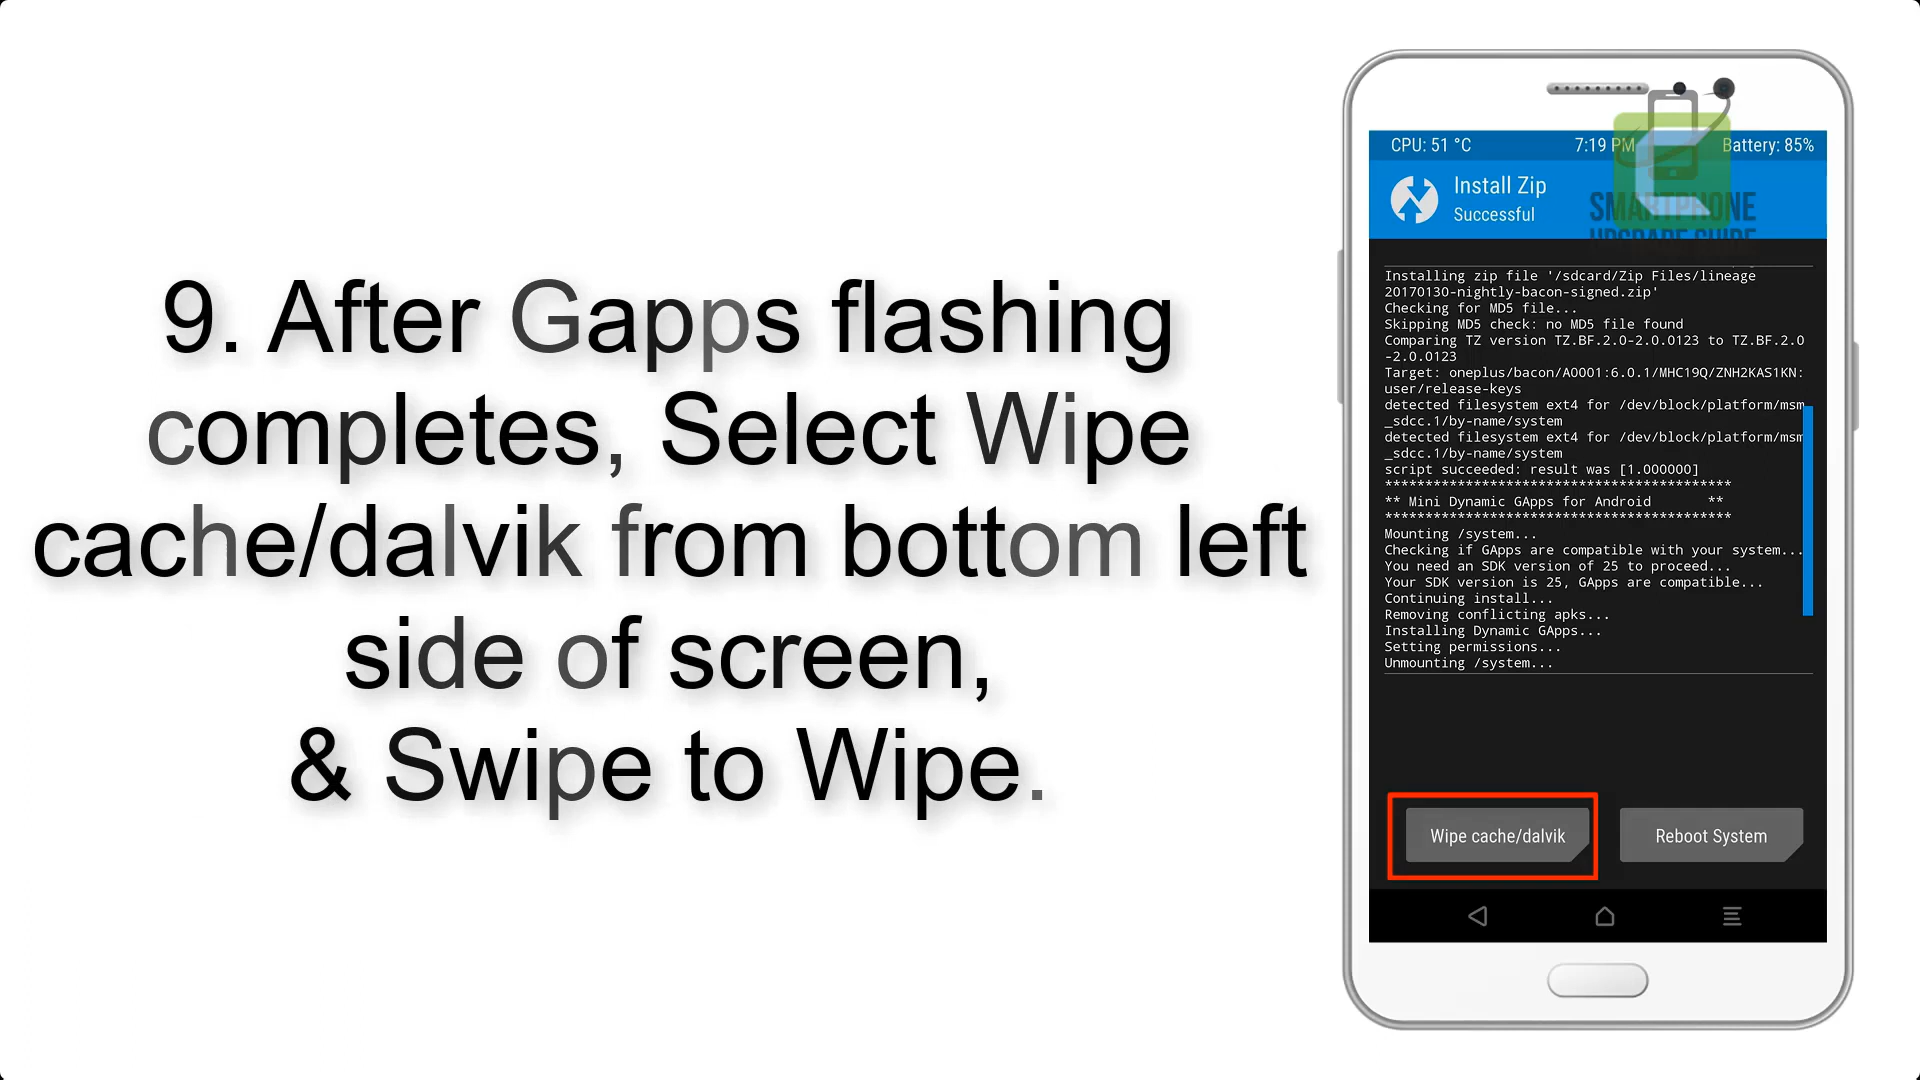 9. After Gapps flashing
completes, Select Wipe
cache/dalvik from bottom left
side of screen,
& Swipe to Wipe.
CPU: 51 °C 7:19 PM Battery: 85%
Install Zip
Successful
SMARTPHONE
UPGRADE GUIDE
Installing zip file '/sdcard/Zip Files/lineage
20170130-nightly-bacon-signed.zip'
Checking for MD5 file...
Skipping MD5 check: no MD5 file found
Comparing TZ version TZ.BF.2.0-2.0.0123 to TZ.BF.2.0
-2.0.0123
Target: oneplus/bacon/A0001:6.0.1/MHC19Q/ZNH2KAS1KN:
user/release-keys
detected filesystem ext4 for /dev/block/platform/msm
_sdcc.1/by-name/system
detected filesystem ext4 for /dev/block/platform/msm
_sdcc.1/by-name/system
script succeeded: result was [1.000000]
*******************************************
** Mini Dynamic GApps for Android **
*******************************************
Mounting /system...
Checking if GApps are compatible with your system...
You need an SDK version of 25 to proceed...
Your SDK version is 25, GApps are compatible...
Continuing install...
Removing conflicting apks...
Installing Dynamic GApps...
Setting permissions...
Unmounting /system...
Wipe cache/dalvik Reboot System